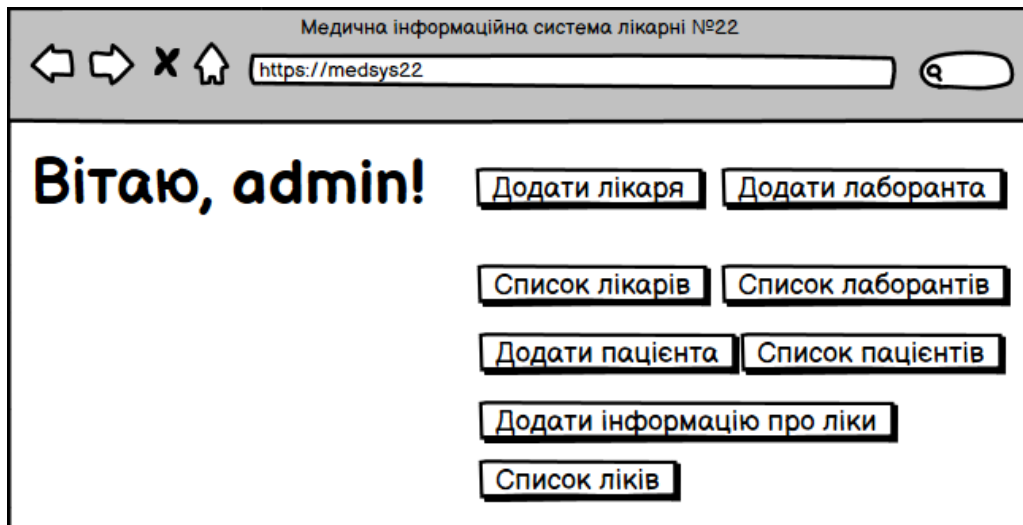 Медична інформаційна система лікарні №22
https://medsys22
Вітаю, admin!
Додати лікаря Додати лаборанта
Список лікарів Список лаборантів
Додати пацієнта Список пацієнтів
Додати інформацію про ліки
Список ліків